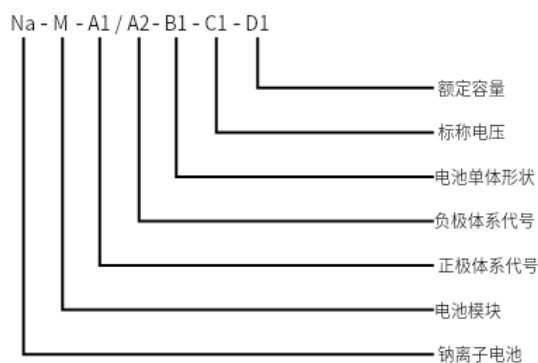 Na - M - A1 / A2 - B1 - C1 - D1
额定容量
标称电压
电池单体形状
负极体系代号
正极体系代号
电池模块
钠离子电池